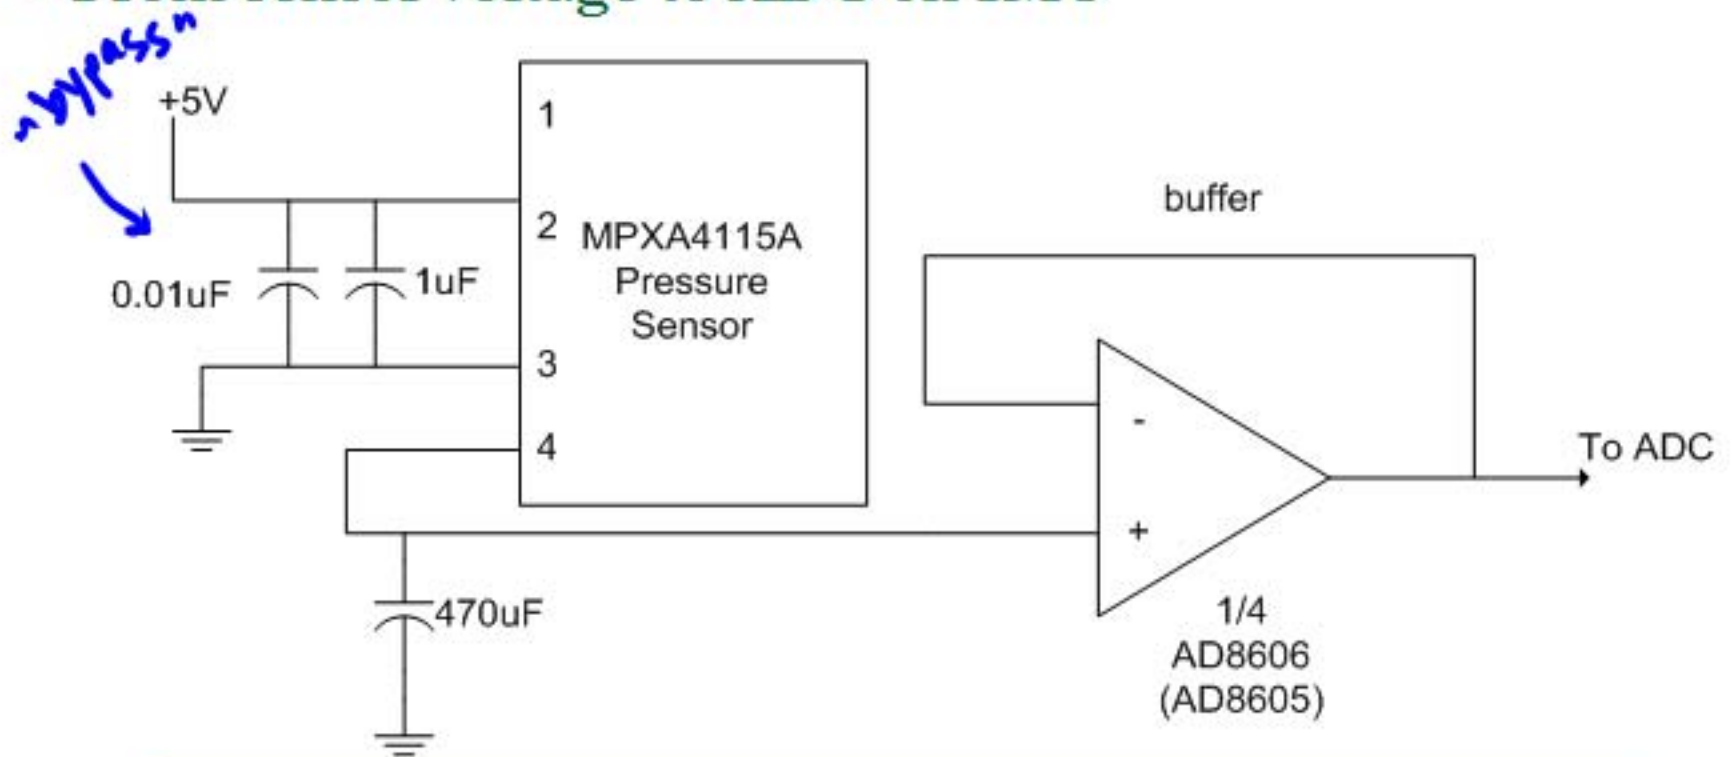 "bypass"
+5V
0.01uF
1uF
1
2
3
4
MPXA4115A
Pressure
Sensor
470uF
buffer
-
+
To ADC
1/4
AD8606
(AD8605)